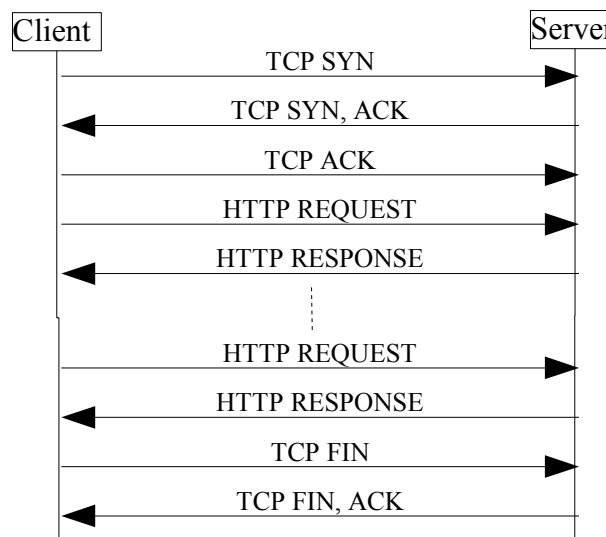 Client
Server
TCP SYN
TCP SYN, ACK
TCP ACK
HTTP REQUEST
HTTP RESPONSE
HTTP REQUEST
HTTP RESPONSE
TCP FIN
TCP FIN, ACK